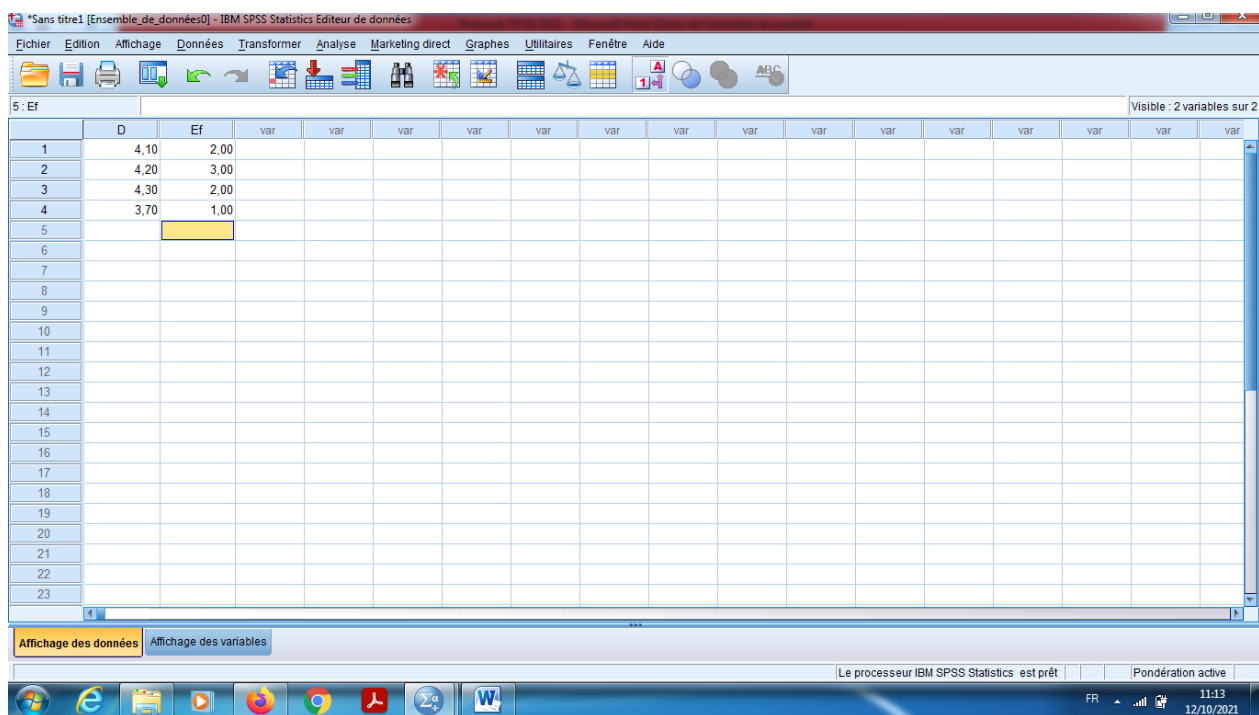 *Sans titre1 [Ensemble_de_données0] - IBM SPSS Statistics Editeur de données
Fichier Edition Affichage Données Transformer Analyse Marketing direct Graphes Utilitaires Fenêtre Aide
A
1
ABC
5 : Ef
Visible : 2 variables sur 2
D Ef var var var var var var var var var var var var var var
1 4,10 2,00
2 4,20 3,00
3 4,30 2,00
4 3,70 1,00
5
6
7
8
9
10
11
12
13
14
15
16
17
18
19
20
21
22
23
Affichage des données Affichage des variables
Le processeur IBM SPSS Statistics est prêt Pondération active
FR 11:13
12/10/2021